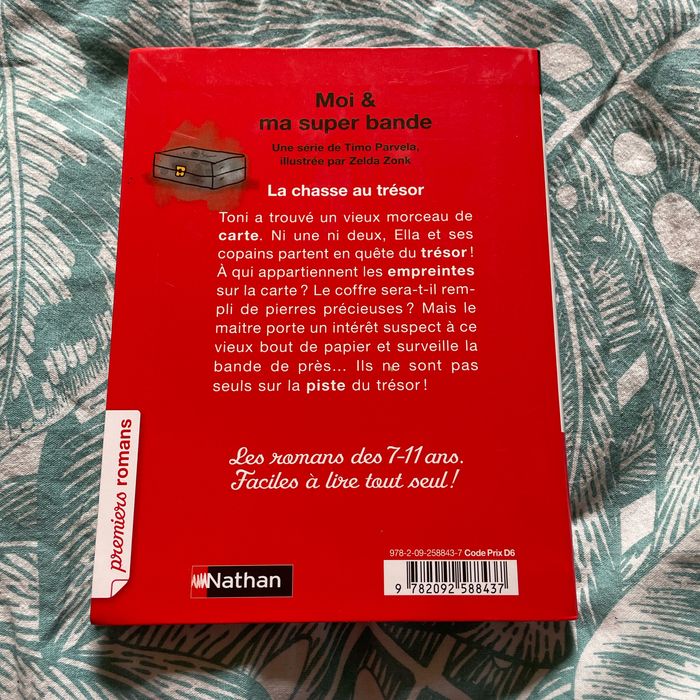 Moi &
ma super bande
Une série de Timo Parvela,
illustrée par Zelda Zonk
La chasse au trésor
Toni a trouvé un vieux morceau de
carte. Ni une ni deux, Ella et ses
copains partent en quête du trésor !
À qui appartiennent les empreintes
sur la carte ? Le coffre sera-t-il rem-
pli de pierres précieuses ? Mais le
maitre porte un intérêt suspect à ce
vieux bout de papier et surveille la
bande de près... Ils ne sont pas
seuls sur la piste du trésor !
Les romans des 7-11 ans.
Faciles à lire tout seul !
premiers romans
Nathan
978-2-09-258843-7 Code Prix D6
9 782092 588437